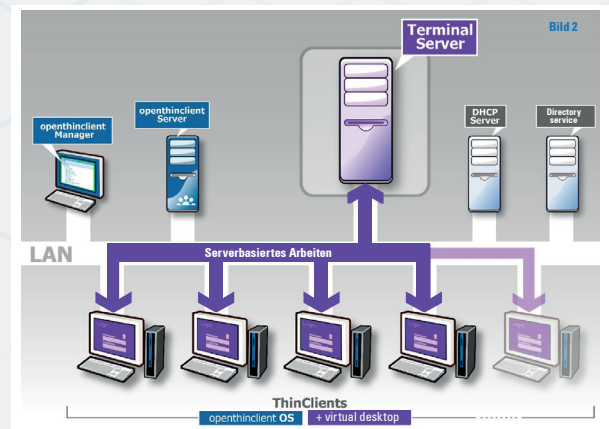 Bild 2
Terminal
Server
openthinclient
Server
openthinclient
Manager
DHCP
Server
Directory
service
LAN
Serverbasiertes Arbeiten
ThinClients
openthinclient OS
+ virtual desktop